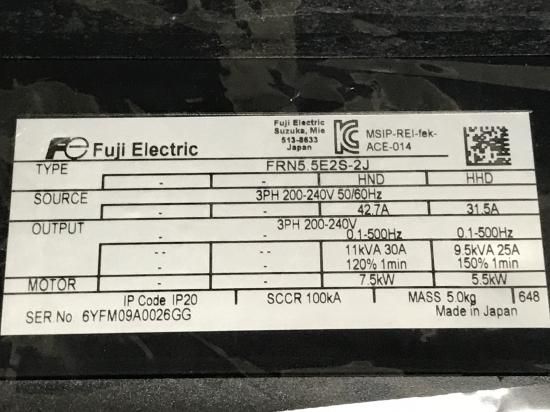 Fuji Electric
Fuji Electric
Suzuka, Mie
513-8633
Japan
MSIP-REI-fek-
ACE-014
TYPE FRN5.5E2S-2J
- - HND HHD
SOURCE 3PH 200-240V 50/60Hz
- - 42.7A 31.5A
OUTPUT 3PH 200-240V
- - 0.1-500Hz 0.1-500Hz
-- -- 11kVA 30A 9.5kVA 25A
- - 120% 1min 150% 1min
MOTOR - - 7.5kW 5.5kW
IP Code IP20 SCCR 100kA MASS 5.0kg 648
SER.No. 6YFM09A0026GG Made in Japan